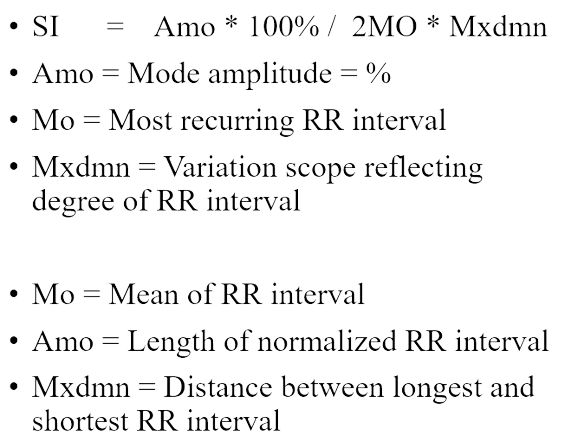 • SI = Amo * 100% / 2MO * Mxdmn
• Amo = Mode amplitude = %
• Mo = Most recurring RR interval
• Mxdmn = Variation scope reflecting
degree of RR interval
• Mo = Mean of RR interval
• Amo = Length of normalized RR interval
• Mxdmn = Distance between longest and
shortest RR interval